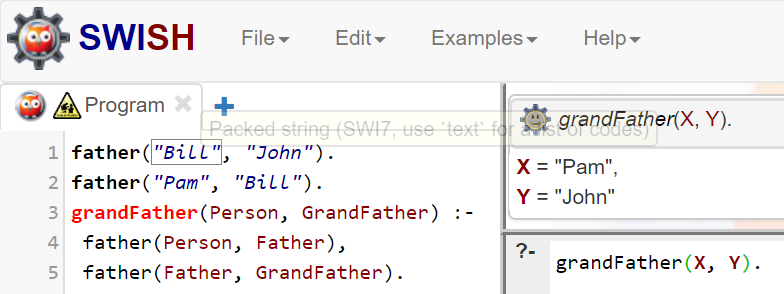 SWISH File Edit Examples Help
Program
Packed string (SWI7, use `text` for a list of codes)
1 father("Bill", "John").
2 father("Pam", "Bill").
3 grandFather(Person, GrandFather) :-
4 father(Person, Father),
5 father(Father, GrandFather).
grandFather(X, Y).
X = "Pam",
Y = "John"
?- grandFather(X, Y).